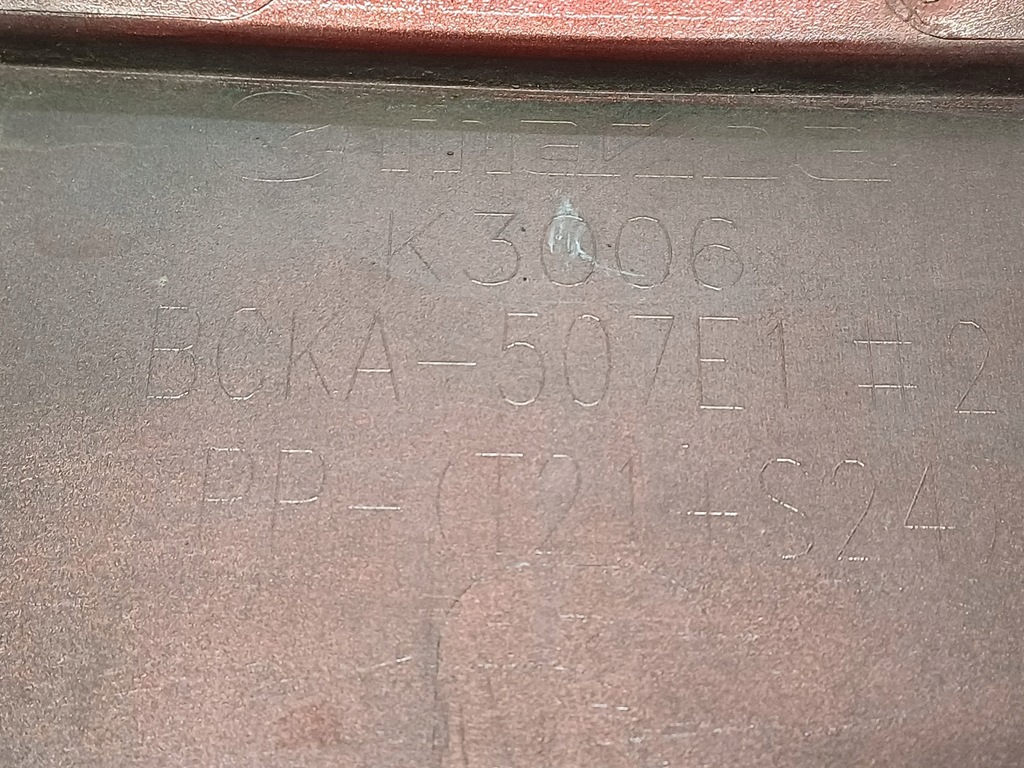 K3006
BCKA-507E1 #2
PP-(T21+S24)